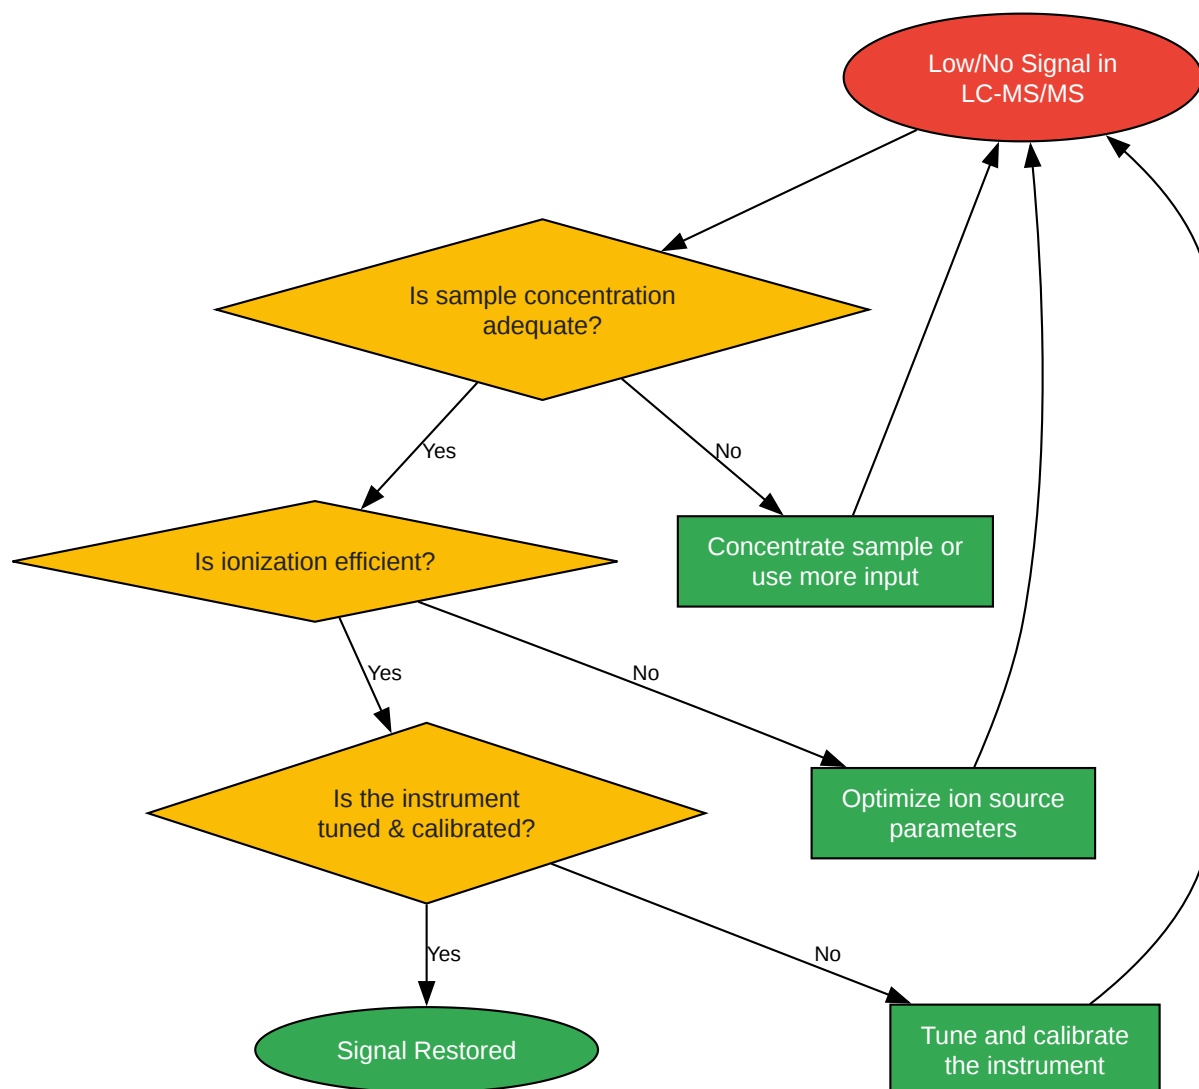 Low/No Signal in
LC-MS/MS
Is sample concentration
adequate?
Yes
No
Is ionization efficient?
Concentrate sample or
use more input
Yes
No
Is the instrument
tuned & calibrated?
Optimize ion source
parameters
Yes
No
Signal Restored
Tune and calibrate
the instrument